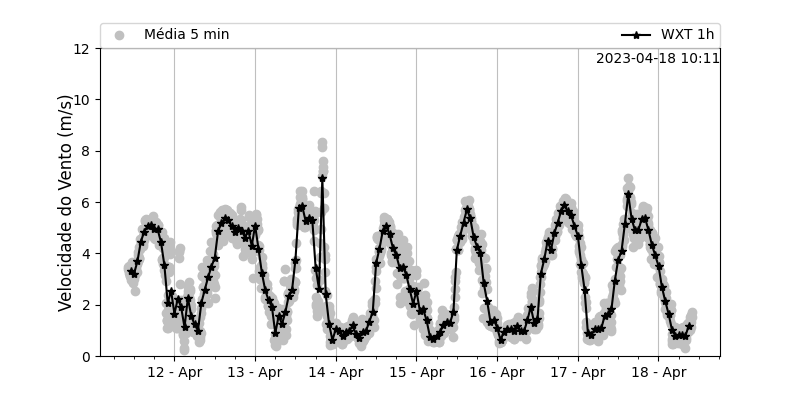 Média 5 min
WXT 1h
2023-04-18 10:11
Velocidade do Vento (m/s)
12
10
8
6
4
2
0
12 - Apr
13 - Apr
14 - Apr
15 - Apr
16 - Apr
17 - Apr
18 - Apr